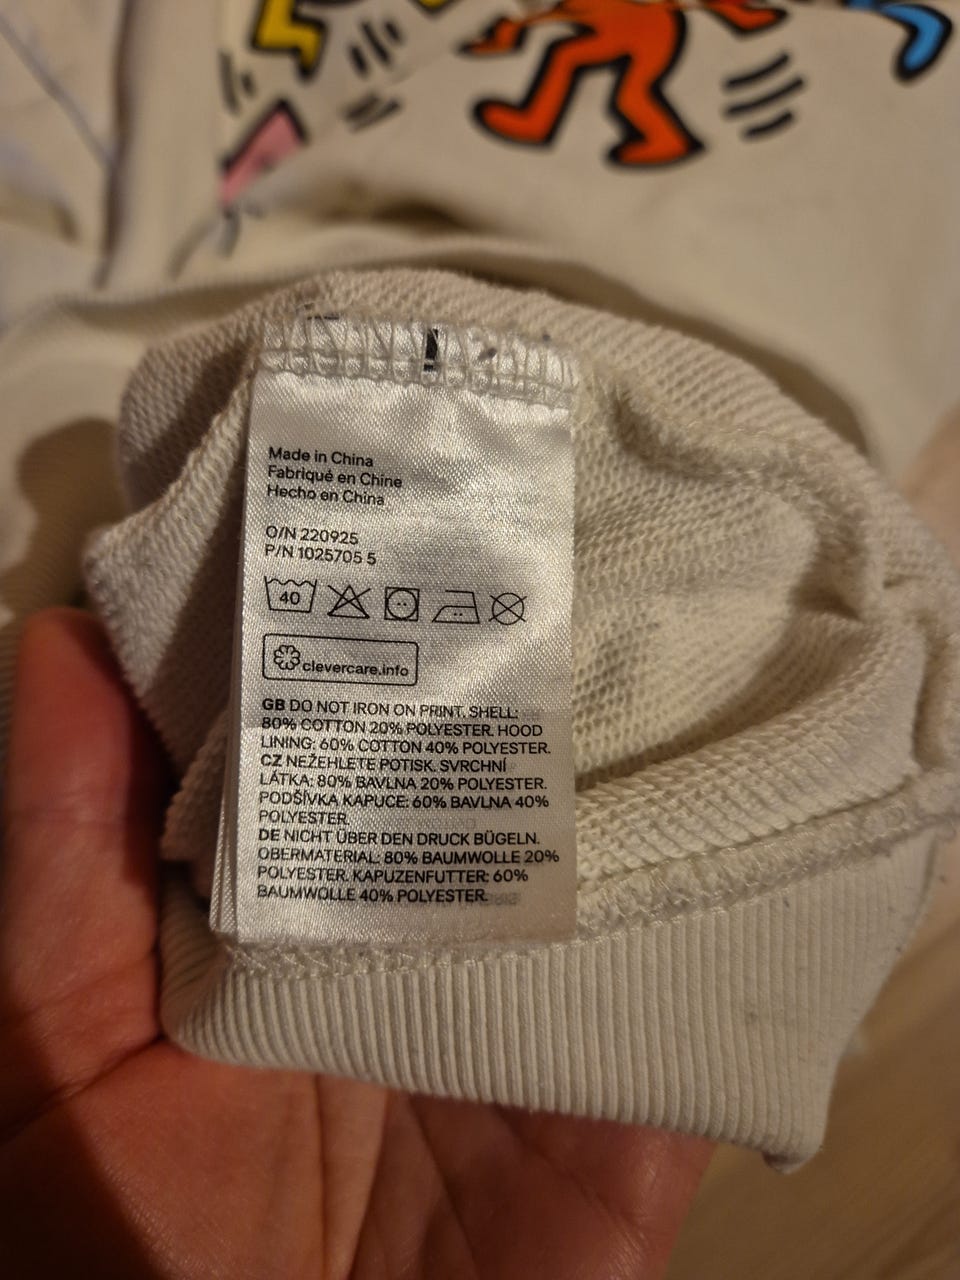 Made in China
Fabriqué en Chine
Hecho en China
O/N 220925
P/N 1025705 5
40
clevercare.info
GB DO NOT IRON ON PRINT. SHELL:
80% COTTON 20% POLYESTER. HOOD
LINING: 60% COTTON 40% POLYESTER.
CZ NEŽEHLETE POTISK. SVRCHNÍ
LÁTKA: 80% BAVLNA 20% POLYESTER.
PODŠÍVKA KAPUCE: 60% BAVLNA 40%
POLYESTER.
DE NICHT ÜBER DEN DRUCK BÜGELN.
OBERMATERIAL: 80% BAUMWOLLE 20%
POLYESTER. KAPUZENFUTTER: 60%
BAUMWOLLE 40% POLYESTER.